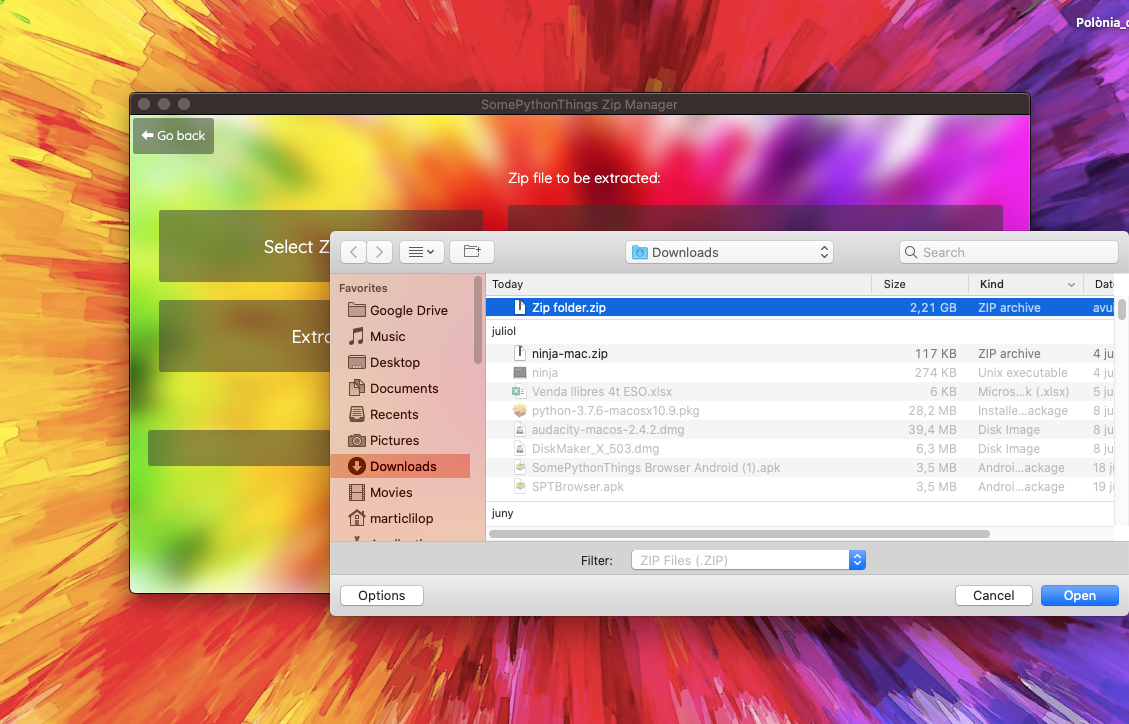 Polònia_
SomePythonThings Zip Manager
Go back
Zip file to be extracted:
Select Z
Extra
Downloads
Search
Favorites
Google Drive
Music
Desktop
Documents
Recents
Pictures
Downloads
Movies
marticlilop
Today Size Kind Date
Zip folder.zip 2,21 GB ZIP archive avui
juliol
ninja-mac.zip 117 KB ZIP archive 4 ju
ninja 274 KB Unix executable 4 ju
Venda llibres 4t ESO.xlsx 6 KB Micros...k (.xlsx) 5 ju
python-3.7.6-macosx10.9.pkg 28,2 MB Installe...ackage 8 ju
audacity-macos-2.4.2.dmg 39,4 MB Disk Image 8 ju
DiskMaker_X_503.dmg 6,3 MB Disk Image 8 ju
SomePythonThings Browser Android (1).apk 3,5 MB Androi...ackage 18 j
SPTBrowser.apk 3,5 MB Androi...ackage 19 j
juny
Filter: ZIP Files (.ZIP)
Options Cancel Open